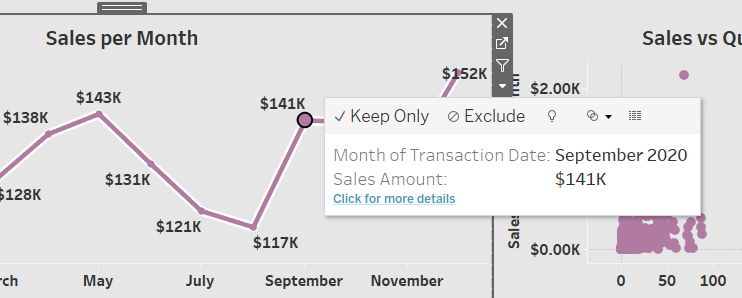 Sales per Month
Sales vs Qu
$152K
$143K
$141K
$138K
$131K
$128K
$121K
$117K
Keep Only
Exclude
Month of Transaction Date: September 2020
Sales Amount: $141K
Click for more details
May
July
September
November
$2.00K
$0.00K
Sales
0
50
100